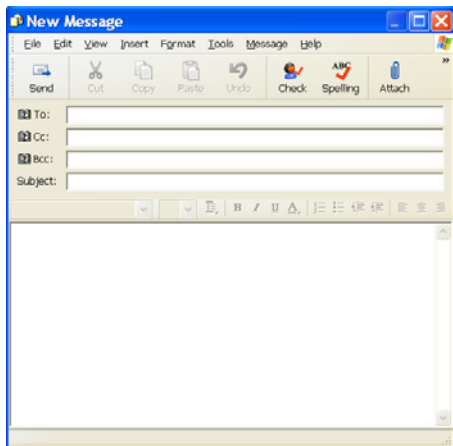 New Message
File Edit View Insert Format Tools Message Help
Send Cut Copy Paste Undo Check Spelling Attach
ABC
To:
Cc:
Bcc:
Subject:
B I U A